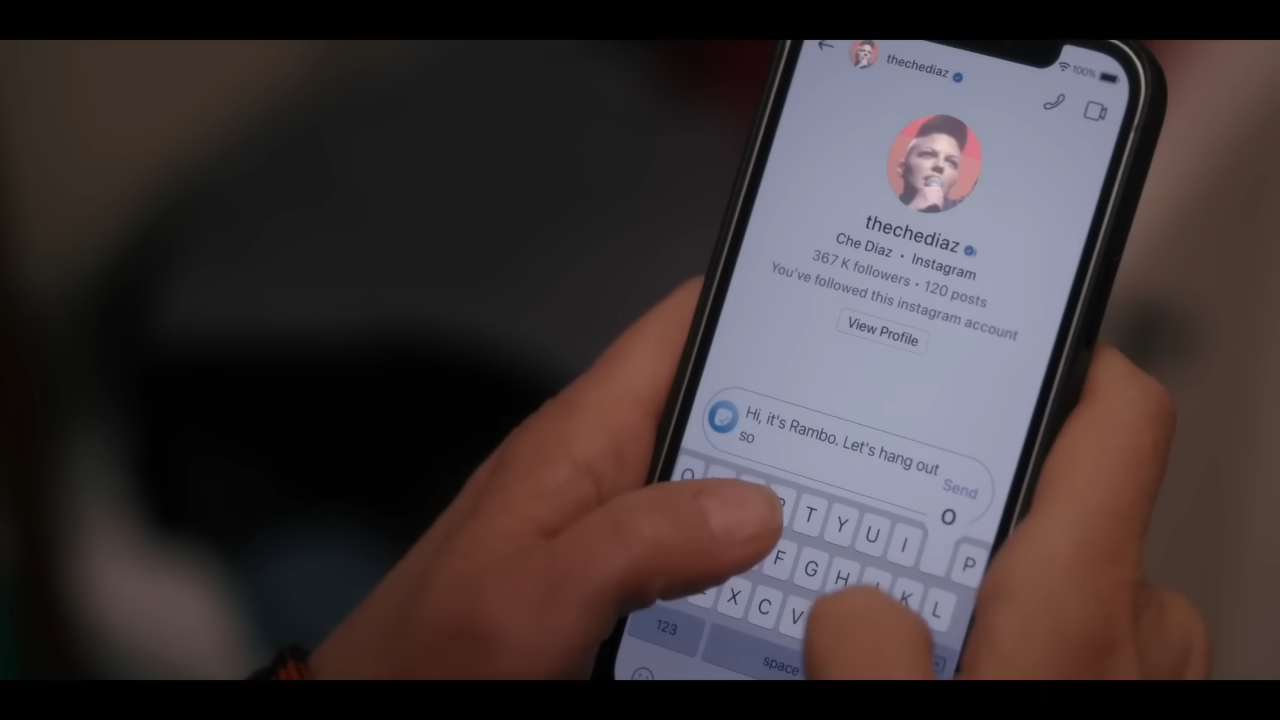 thechediaz
100%
thechediaz
Che Diaz • Instagram
367 K followers • 120 posts
You've followed this instagram account
View Profile
Hi, it's Rambo. Let's hang out
so
Send
T Y U I O P
F G H K L
X C V
123
space